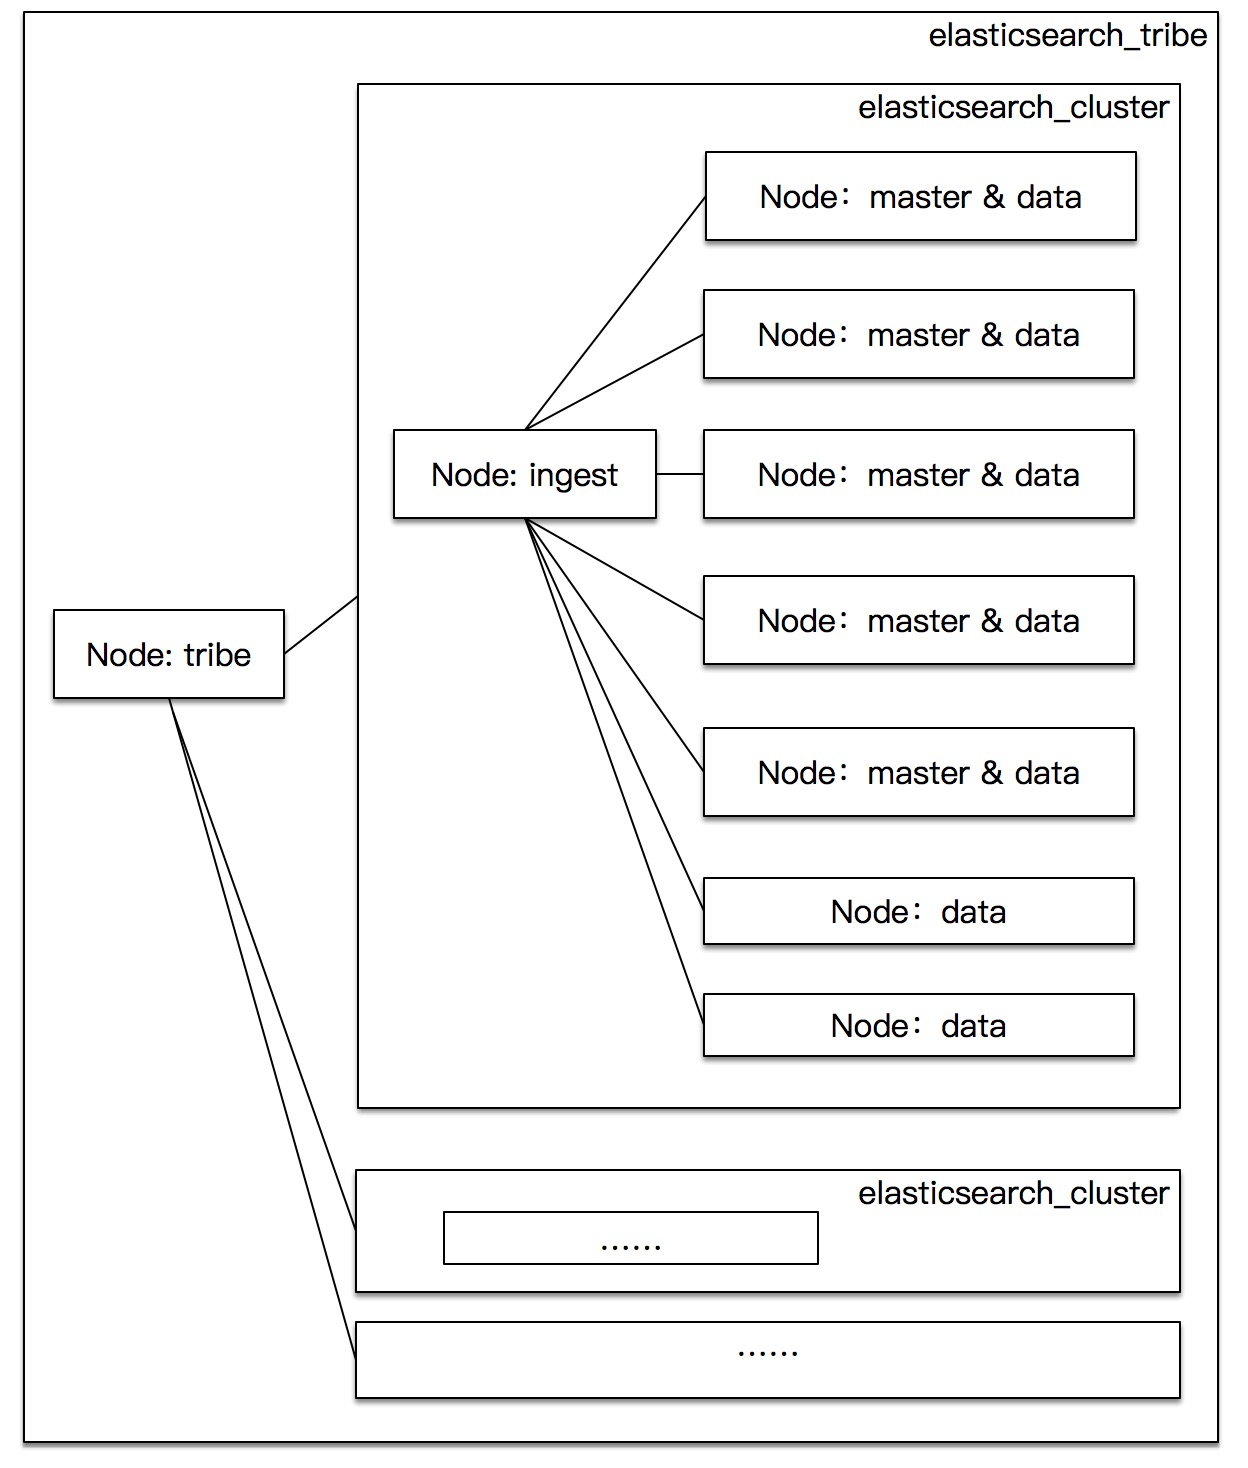 elasticsearch_tribe
elasticsearch_cluster
Node：master & data
Node：master & data
Node: ingest
Node：master & data
Node：master & data
Node: tribe
Node：master & data
Node：data
Node：data
elasticsearch_cluster
......
......